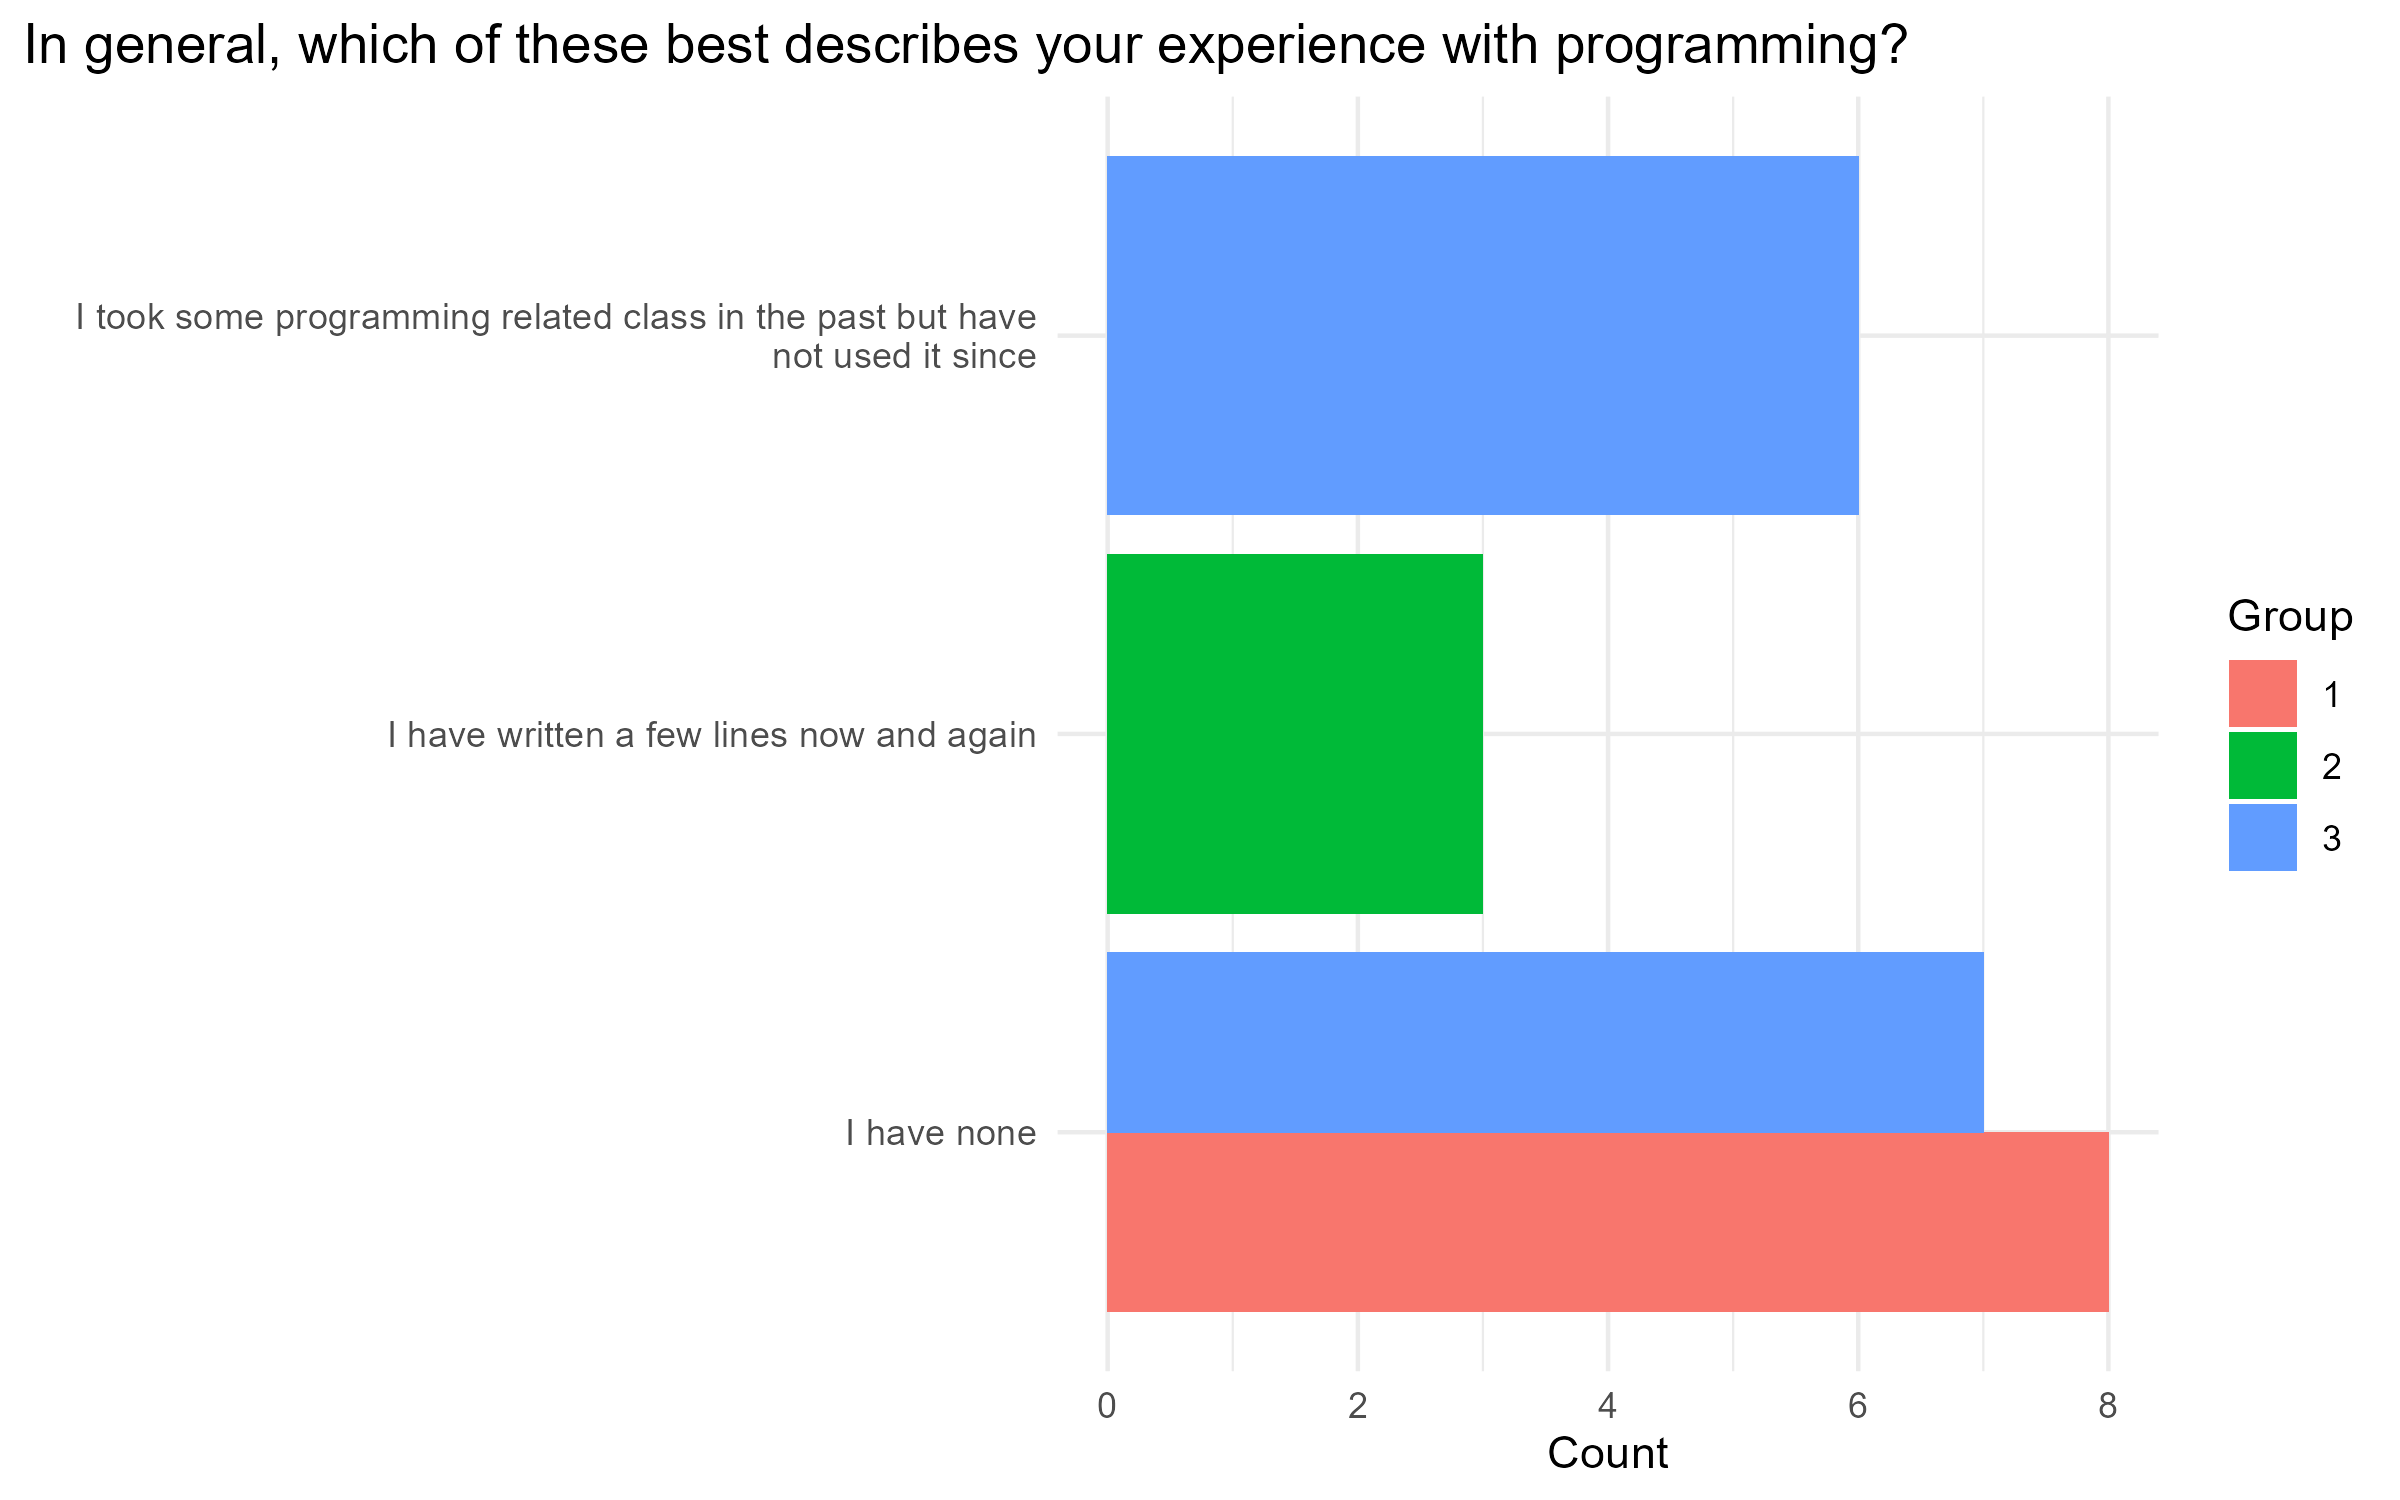 In general, which of these best describes your experience with programming?
I took some programming related class in the past but have
not used it since
I have written a few lines now and again
I have none
0 2 4 6 8
Count
Group
1
2
3